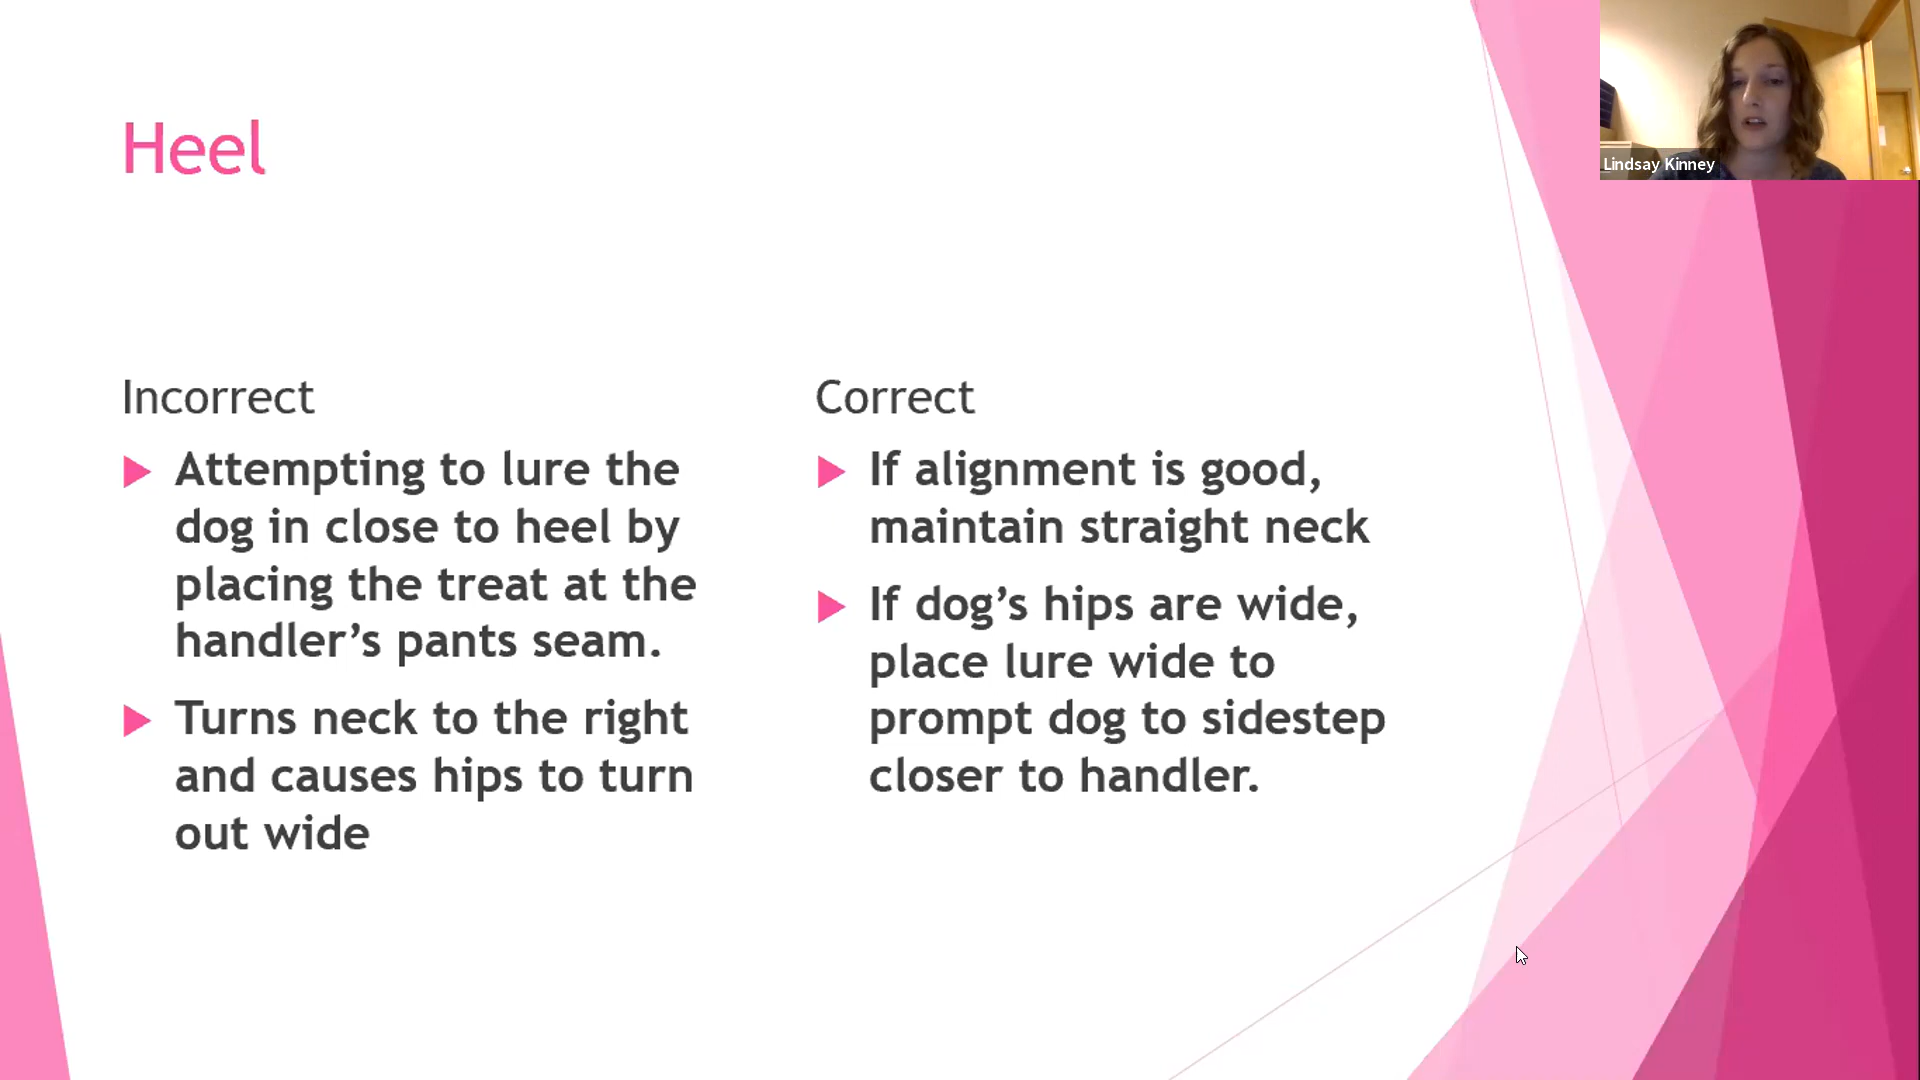 Heel
Incorrect
Attempting to lure the
dog in close to heel by
placing the treat at the
handler’s pants seam.
Turns neck to the right
and causes hips to turn
out wide
Correct
If alignment is good,
maintain straight neck
If dog’s hips are wide,
place lure wide to
prompt dog to sidestep
closer to handler.
Lindsay Kinney